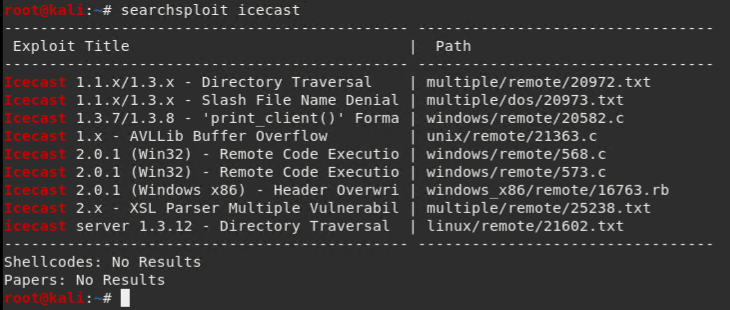 root@kali:~# searchsploit icecast
--------------------------------------------- ---------------------------------
 Exploit Title                               |  Path
--------------------------------------------- ---------------------------------
Icecast 1.1.x/1.3.x - Directory Traversal    | multiple/remote/20972.txt
Icecast 1.1.x/1.3.x - Slash File Name Denial | multiple/dos/20973.txt
Icecast 1.3.7/1.3.8 - 'print_client()' Forma | windows/remote/20582.c
Icecast 1.x - AVLLib Buffer Overflow         | unix/remote/21363.c
Icecast 2.0.1 (Win32) - Remote Code Executio | windows/remote/568.c
Icecast 2.0.1 (Win32) - Remote Code Executio | windows/remote/573.c
Icecast 2.0.1 (Windows x86) - Header Overwri | windows_x86/remote/16763.rb
Icecast 2.x - XSL Parser Multiple Vulnerabil | multiple/remote/25238.txt
icecast server 1.3.12 - Directory Traversal  | linux/remote/21602.txt
--------------------------------------------- ---------------------------------
Shellcodes: No Results
Papers: No Results
root@kali:~#